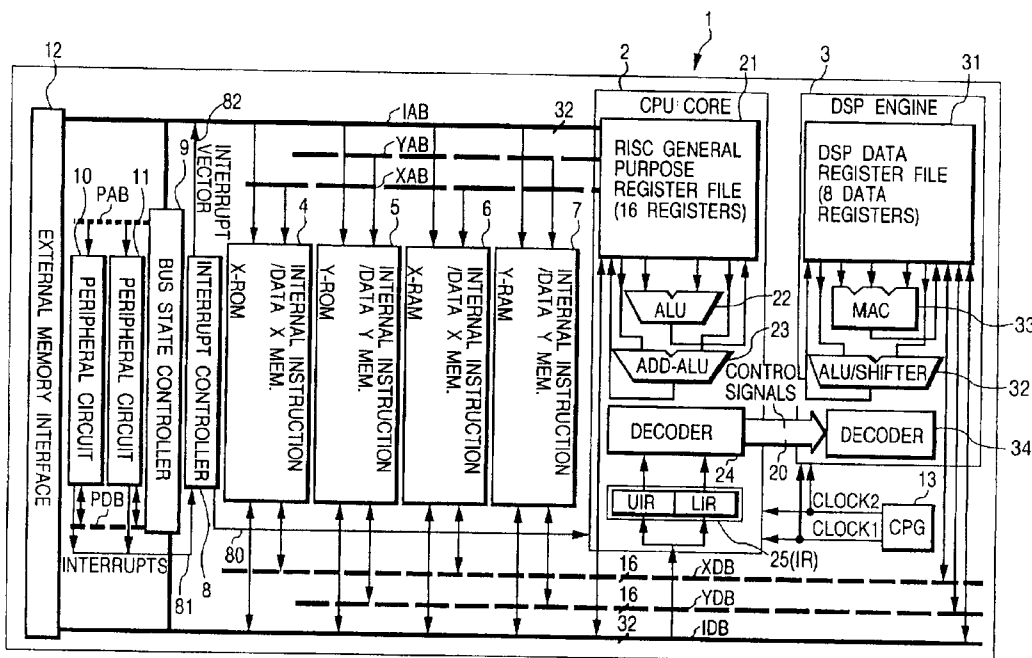 1
12
2
21
3
31
CPU CORE
DSP ENGINE
82
IAB
32
9
YAB
XAB
10
PAB
11
INTERRUPT
VECTOR
4
5
6
7
RISC GENERAL
PURPOSE
REGISTER FILE
(16 REGISTERS)
DSP DATA
REGISTER FILE
(8 DATA
REGISTERS)
EXTERNAL MEMORY INTERFACE
PERIPHERAL CIRCUIT
PERIPHERAL CIRCUIT
BUS STATE CONTROLLER
INTERRUPT CONTROLLER
INTERNAL INSTRUCTION
/DATA X MEM.
X-ROM
INTERNAL INSTRUCTION
/DATA Y MEM.
Y-ROM
INTERNAL INSTRUCTION
/DATA X MEM.
X-RAM
INTERNAL INSTRUCTION
/DATA Y MEM.
Y-RAM
ALU
22
MAC
33
23
ADD-ALU
ALU/SHIFTER
32
CONTROL
SIGNALS
DECODER
24
20
DECODER
34
PDB
INTERRUPTS
81
8
80
UIR
LIR
25(IR)
CLOCK2
CLOCK1
13
CPG
16
XDB
16
YDB
32
IDB